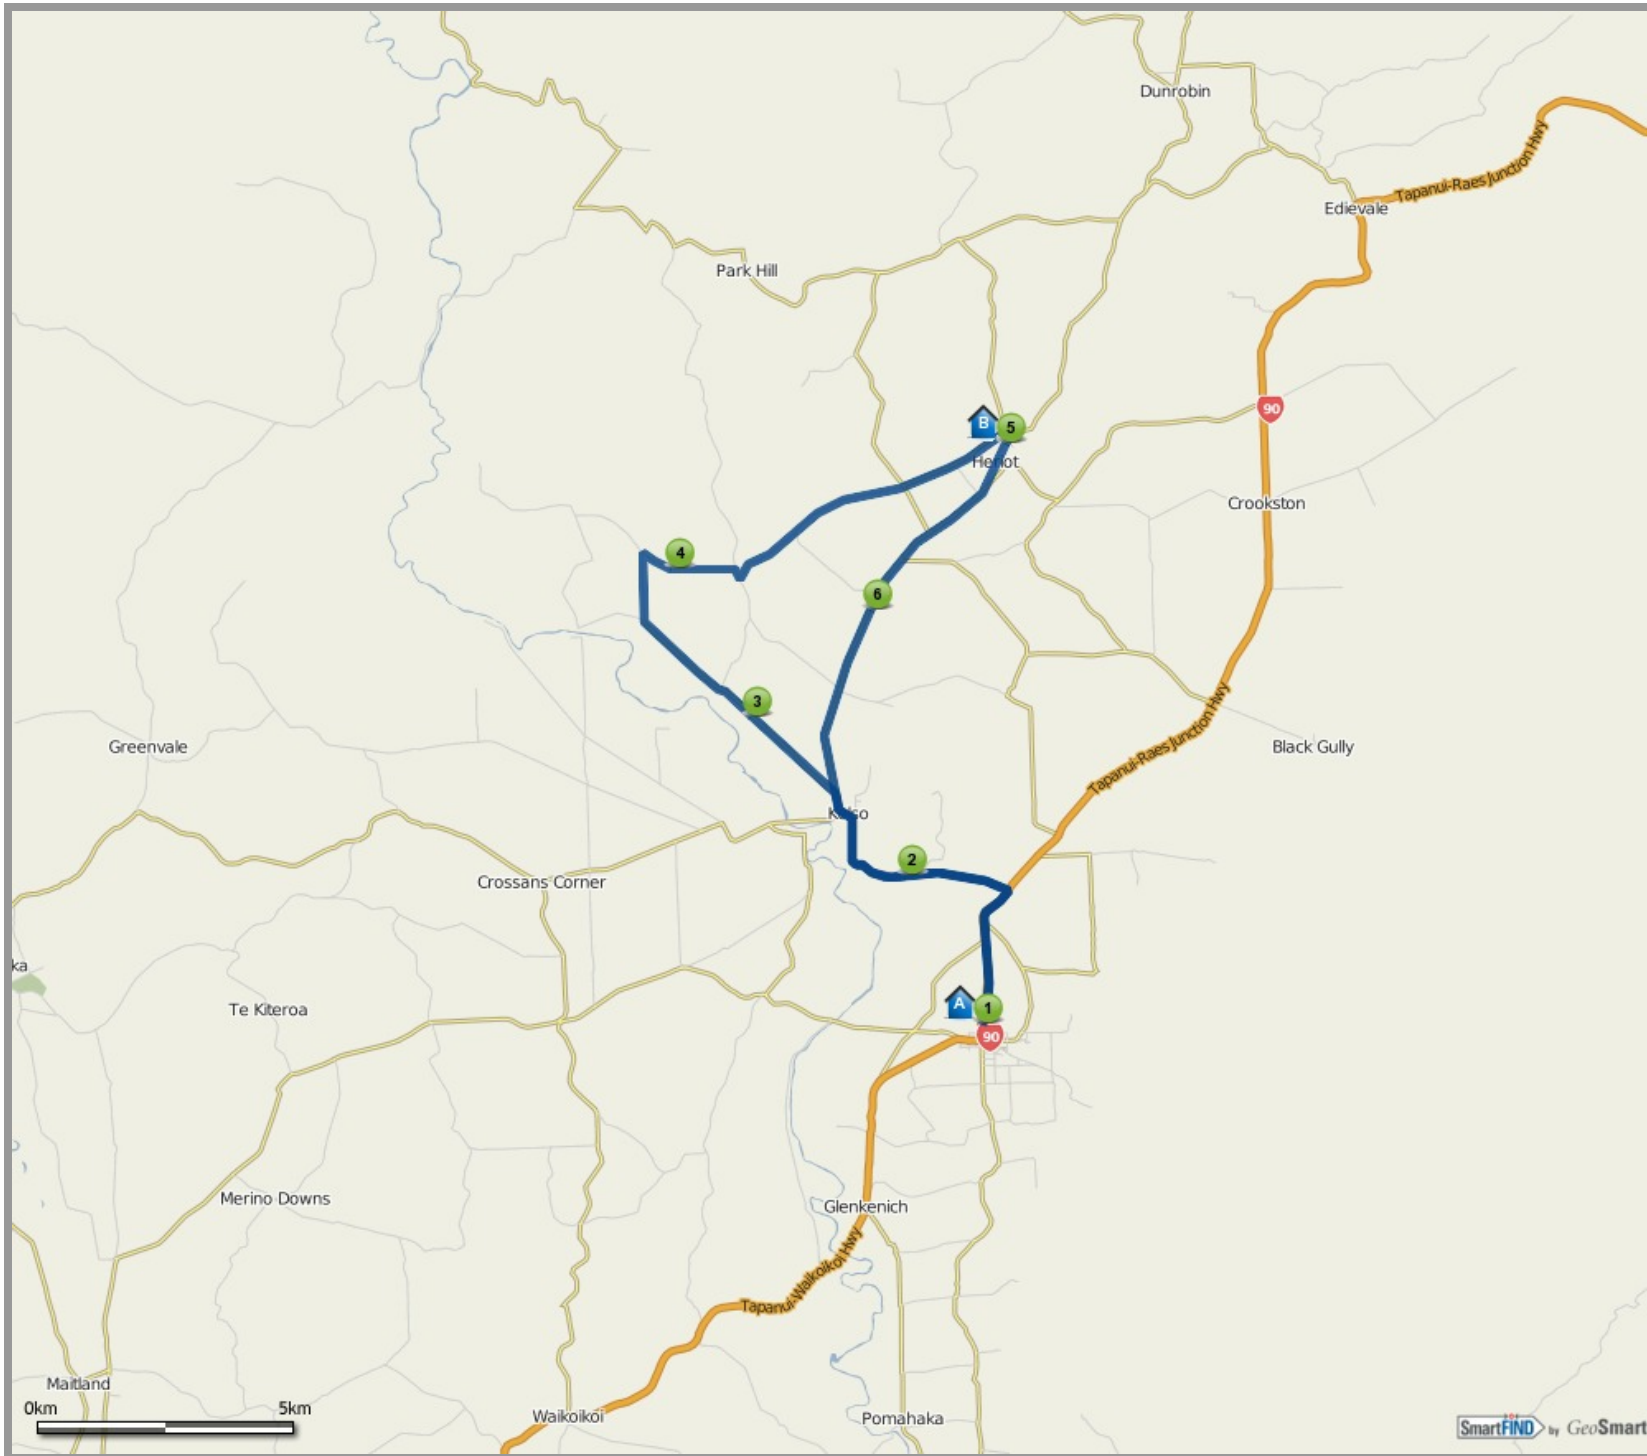 Dunrobin
Tapanui-Raes Junction Hwy
Edievale
Park Hill
90
B
5
Heriot
Crookston
4
6
Tapanui-Raes Junction Hwy
3
Greenvale
Black Gully
Kelso
2
Crossans Corner
ka
A
1
Te Kiteroa
90
Merino Downs
Glenkenich
Tapanui-Waikoikoi Hwy
Maitland
0km 5km
Waikoikoi
Pomahaka
SmartFIND by GeoSmart